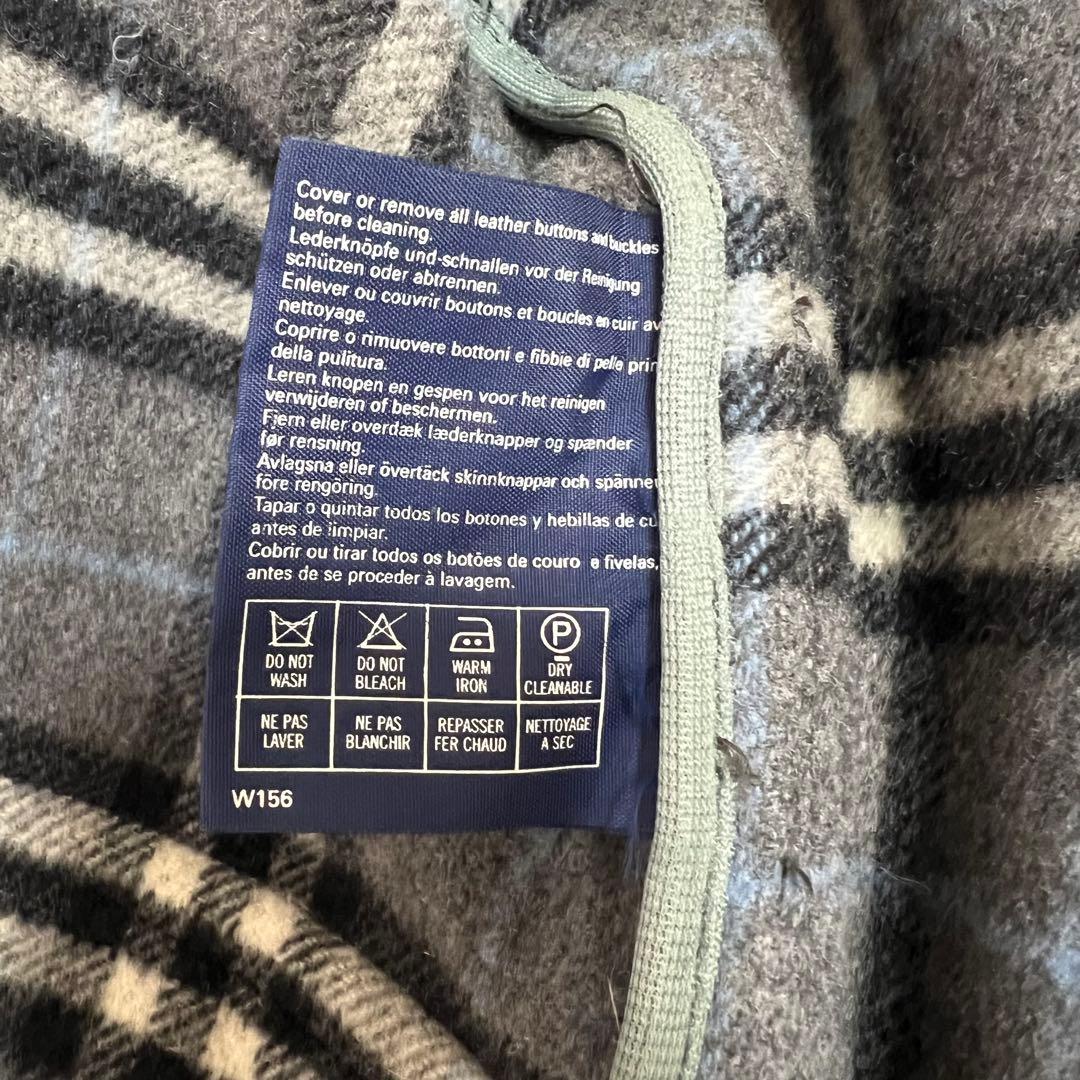 Cover or remove all leather buttons and buckles
before cleaning.
Lederknöpfe und-schnallen vor der Reinigung
schützen oder abtrennen.
Enlever ou couvrir boutons et boucles en cuir av
nettoyage.
Coprire o rimuovere bottoni e fibbie di pelle prin
della pulitura.
Leren knopen en gespen voor het reinigen
verwijderen of beschermen.
Fjern eller overdæk læderknapper og spænder
før rensning.
Avlagsna eller övertäck skinnknappar och spännen
före rengöring.
Tapar o quintar todos los botones y hebillas de cu
antes de limpiar.
Cobrir ou tirar todos os botões de couro e fivelas,
antes de se proceder à lavagem.
P
DO NOT WASH
DO NOT BLEACH
WARM IRON
DRY CLEANABLE
NE PAS LAVER
NE PAS BLANCHIR
REPASSER FER CHAUD
NETTOYAGE A SEC
W156